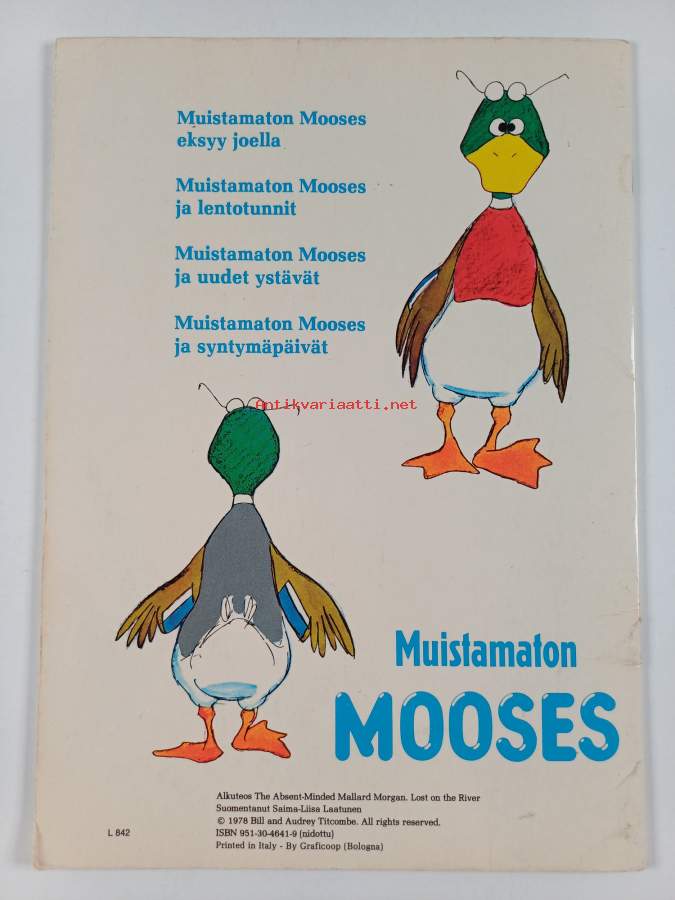 Muistamaton Mooses
eksyy joella
Muistamaton Mooses
ja lentotunnit
Muistamaton Mooses
ja uudet ystävät
Muistamaton Mooses
ja syntymäpäivät
Antikvariaatti.net
Muistamaton
MOOSES
Alkuteos The Absent-Minded Mallard Morgan. Lost on the River
Suomentanut Saima-Liisa Laatunen
© 1978 Bill and Audrey Titcombe. All rights reserved.
L 842
ISBN 951-30-4641-9 (nidottu)
Printed in Italy - By Graficoop (Bologna)